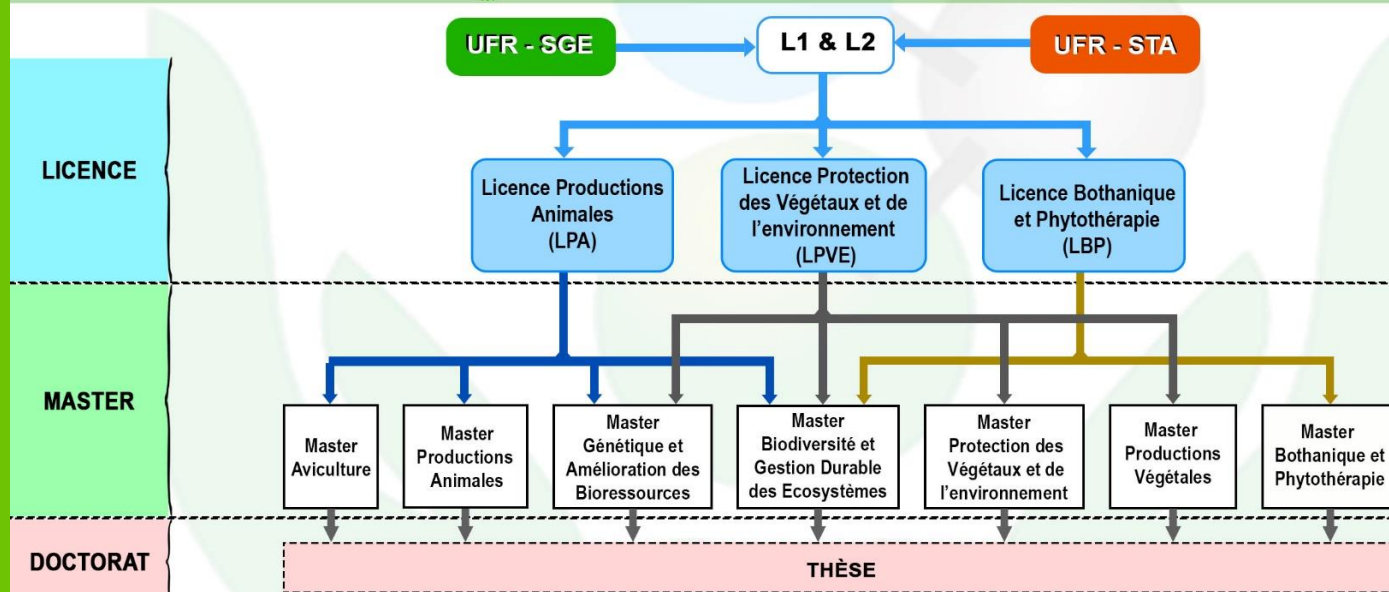 UFR - SGE
L1 & L2
UFR - STA
LICENCE
Licence Productions
Animales
(LPA)
Licence Protection
des Végétaux et de
l'environnement
(LPVE)
Licence Bothanique
et Phytothérapie
(LBP)
MASTER
Master
Aviculture
Master
Productions
Animales
Master
Génétique et
Amélioration des
Bioressources
Master
Biodiversité et
Gestion Durable
des Ecosystèmes
Master
Protection des
Végétaux et de
l'environnement
Master
Productions
Végétales
Master
Bothanique et
Phytothérapie
DOCTORAT
THÈSE